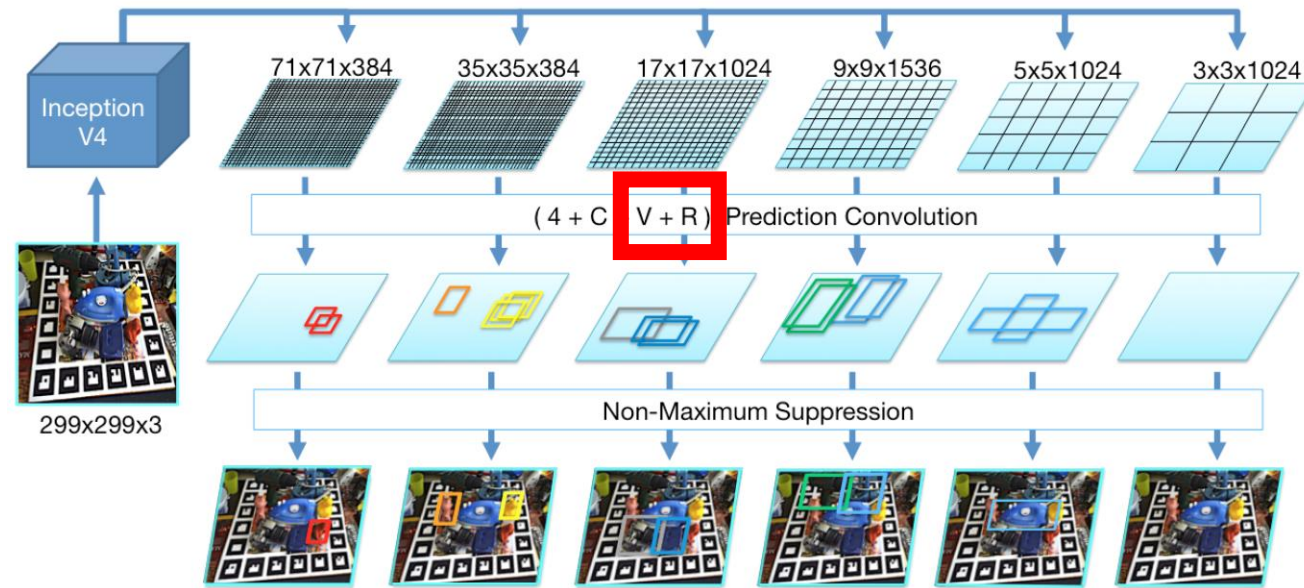 71x71x384 35x35x384 17x17x1024 9x9x1536 5x5x1024 3x3x1024
Inception
V4
( 4 + C V + R ) Prediction Convolution
299x299x3
Non-Maximum Suppression